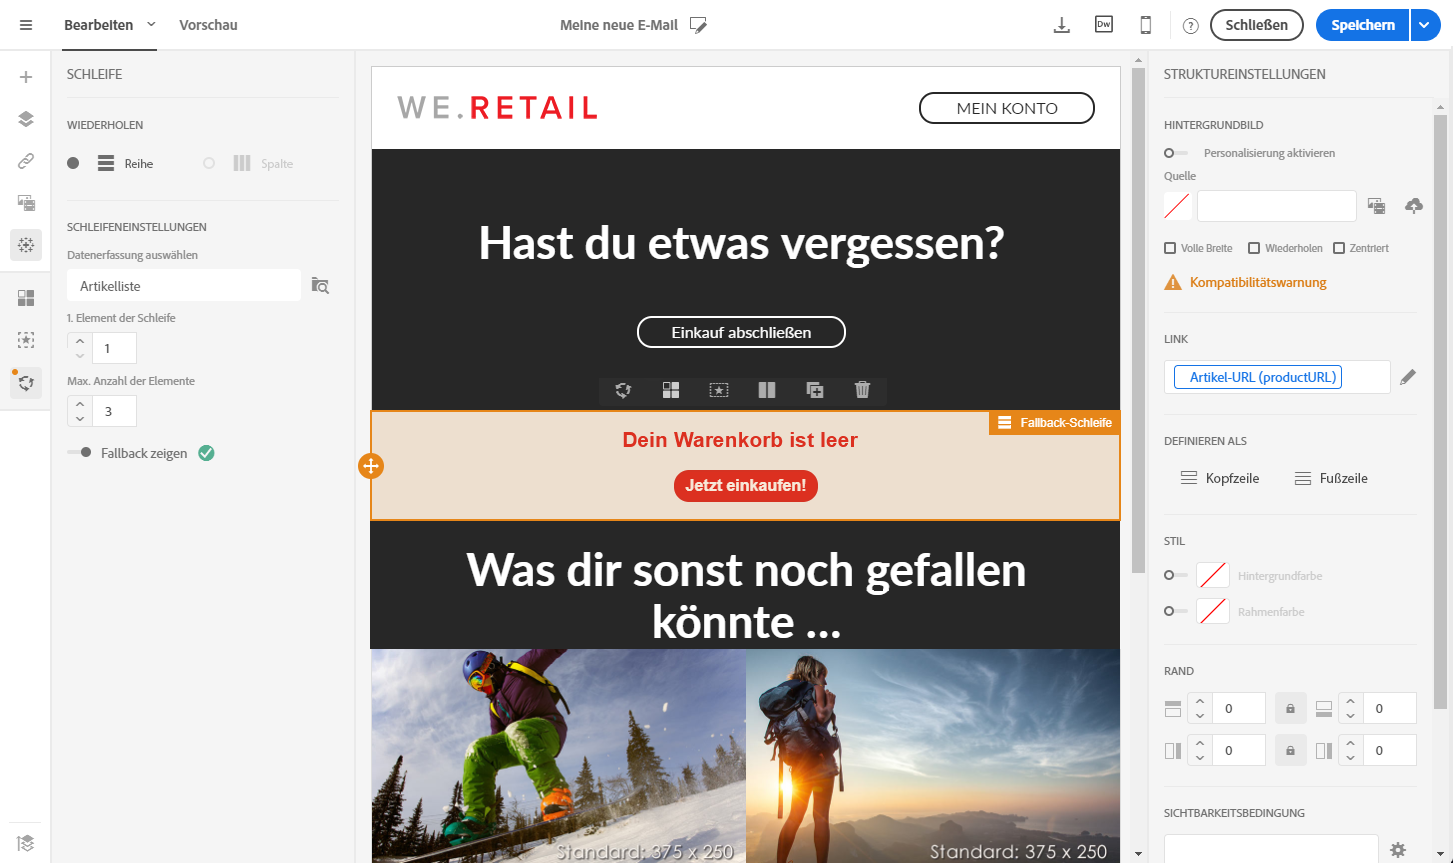 Bearbeiten
Vorschau
Meine neue E-Mail
Dw
?
Schließen
Speichern
SCHLEIFE
WIEDERHOLEN
Reihe
Spalte
SCHLEIFENEINSTELLUNGEN
Datenerfassung auswählen
Artikelliste
1. Element der Schleife
1
Max. Anzahl der Elemente
3
Fallback zeigen
WE.RETAIL
MEIN KONTO
Hast du etwas vergessen?
Einkauf abschließen
Fallback-Schleife
Dein Warenkorb ist leer
Jetzt einkaufen!
Was dir sonst noch gefallen
könnte ...
Standard: 375 x 250
Standard: 375 x 250
STRUKTUREINSTELLUNGEN
HINTERGRUNDBILD
Personalisierung aktivieren
Quelle
Volle Breite
Wiederholen
Zentriert
Kompatibilitätswarnung
LINK
Artikel-URL (productURL)
DEFINIEREN ALS
Kopfzeile
Fußzeile
STIL
Hintergrundfarbe
Rahmenfarbe
RAND
0
0
0
0
SICHTBARKEITSBEDINGUNG